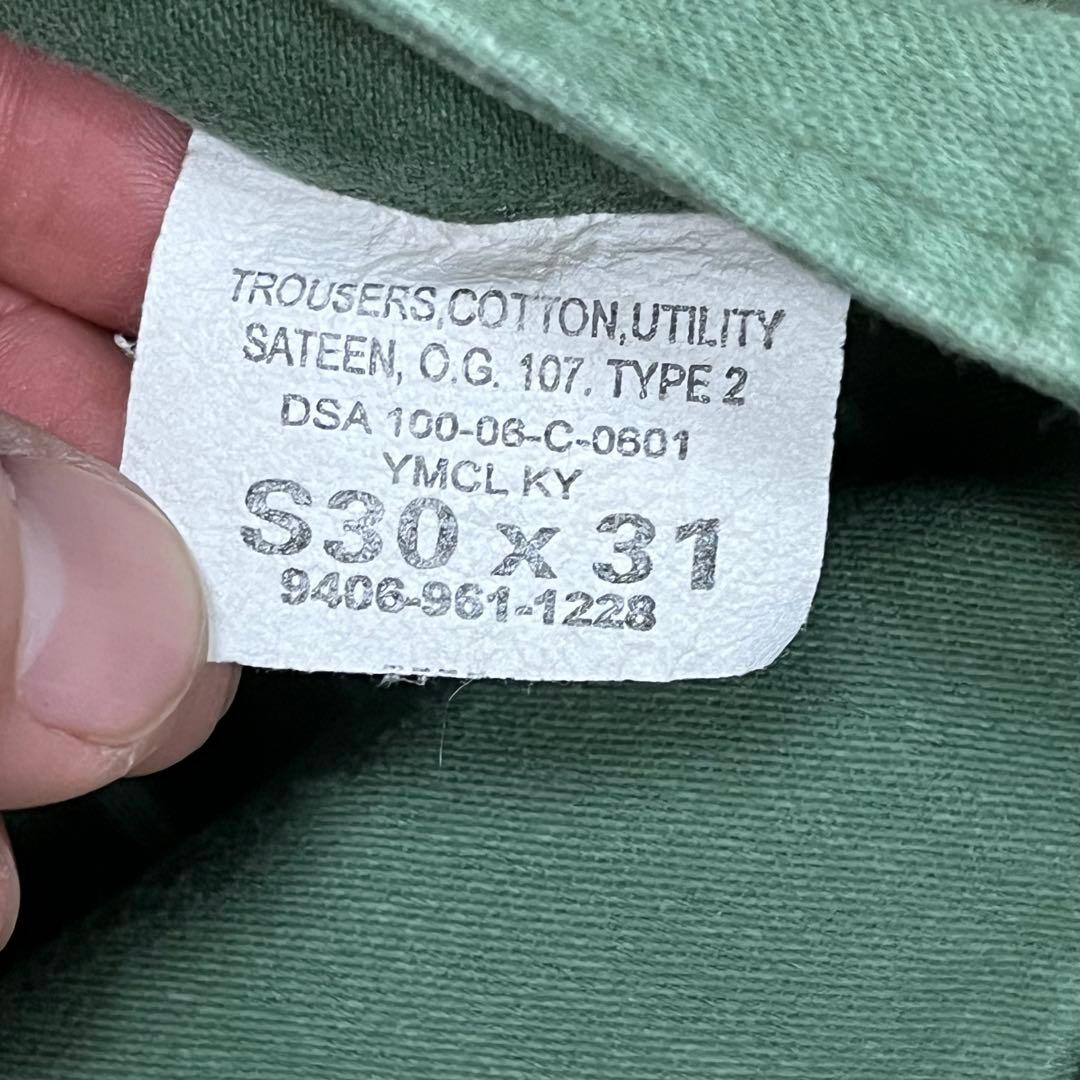 TROUSERS,COTTON,UTILITY
SATEEN, O.G. 107. TYPE 2
DSA 100-06-C-0601
YMCL KY
S30 x 31
9406-961-1228